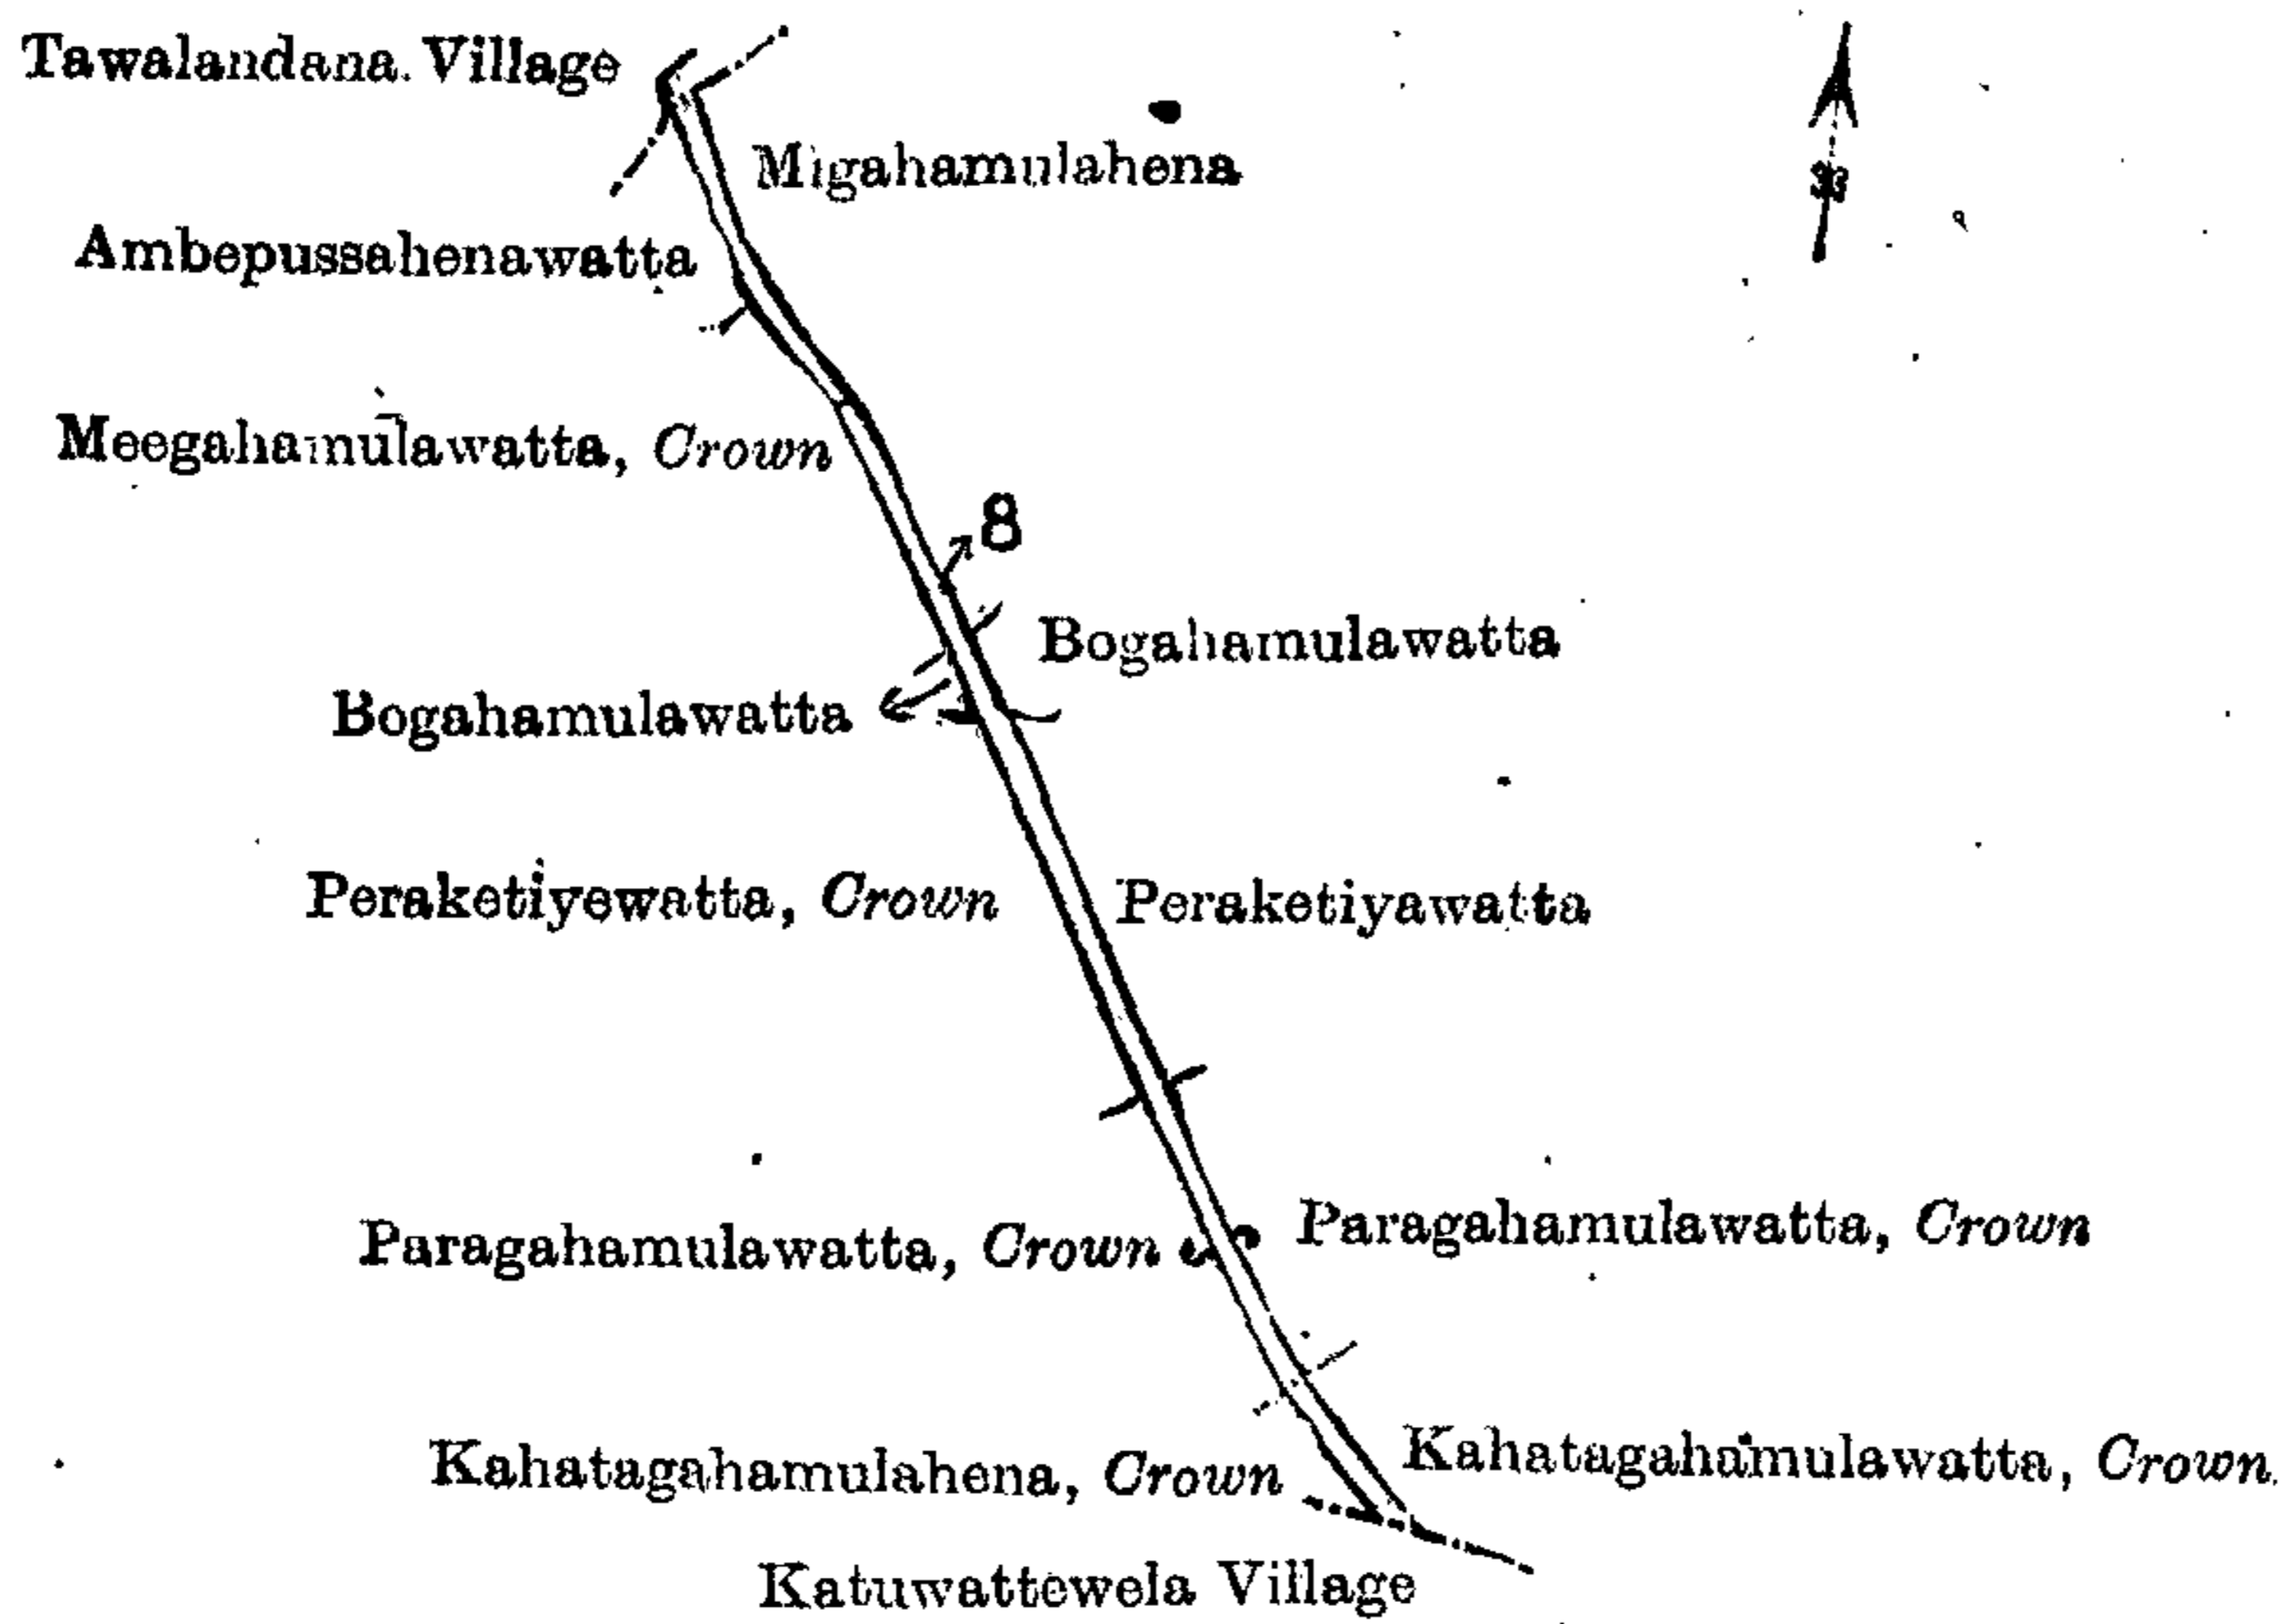 Tawalandana Village
Migahamulahena
Ambepussahenawatta
Meegahamulawatta, Crown
8
Bogahamulawatta
Bogahamulawatta
Peraketiyewatta, Crown
Peraketiyawatta
Paragahamulawatta, Crown
Paragahamulawatta, Crown
Kahatagahamulahena, Crown
Kahatagahamulawatta, Crown.
Katuwattewela Village